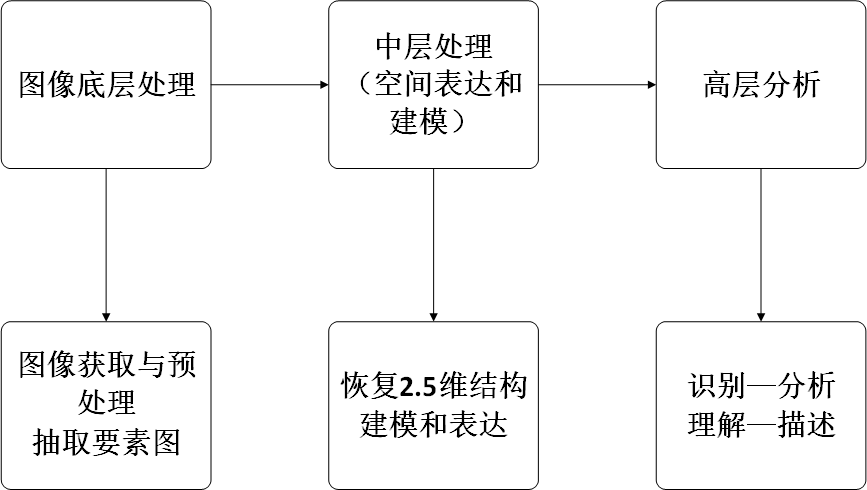 图像底层处理
中层处理
（空间表达和
建模）
高层分析
图像获取与预
处理
抽取要素图
恢复2.5维结构
建模和表达
识别—分析
理解—描述